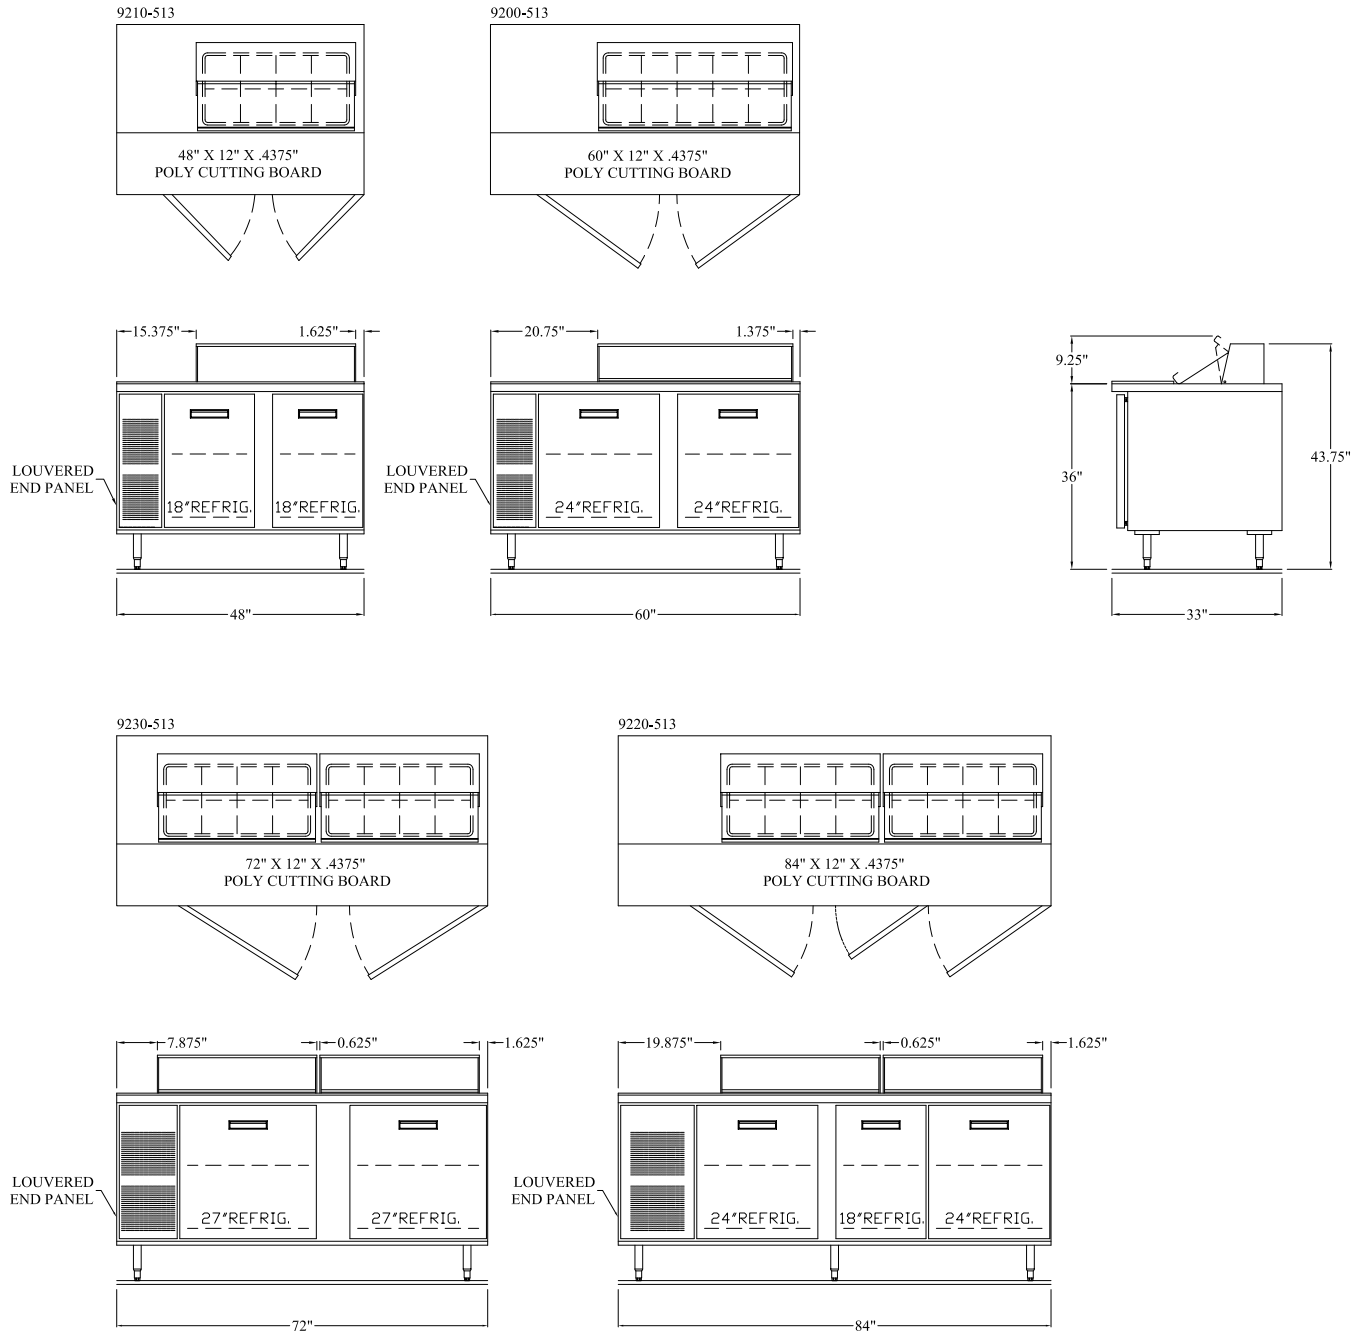 9210-513
9200-513
48" X 12" X .4375"
POLY CUTTING BOARD
60" X 12" X .4375"
POLY CUTTING BOARD
15.375"
1.625"
20.75"
1.375"
9.25"
LOUVERED
END PANEL
18"REFRIG.
18"REFRIG.
LOUVERED
END PANEL
24"REFRIG.
24"REFRIG.
36"
43.75"
48"
60"
33"
9230-513
9220-513
72" X 12" X .4375"
POLY CUTTING BOARD
84" X 12" X .4375"
POLY CUTTING BOARD
7.875"
0.625"
1.625"
19.875"
0.625"
1.625"
LOUVERED
END PANEL
27"REFRIG.
27"REFRIG.
LOUVERED
END PANEL
24"REFRIG.
18"REFRIG.
24"REFRIG.
72"
84"